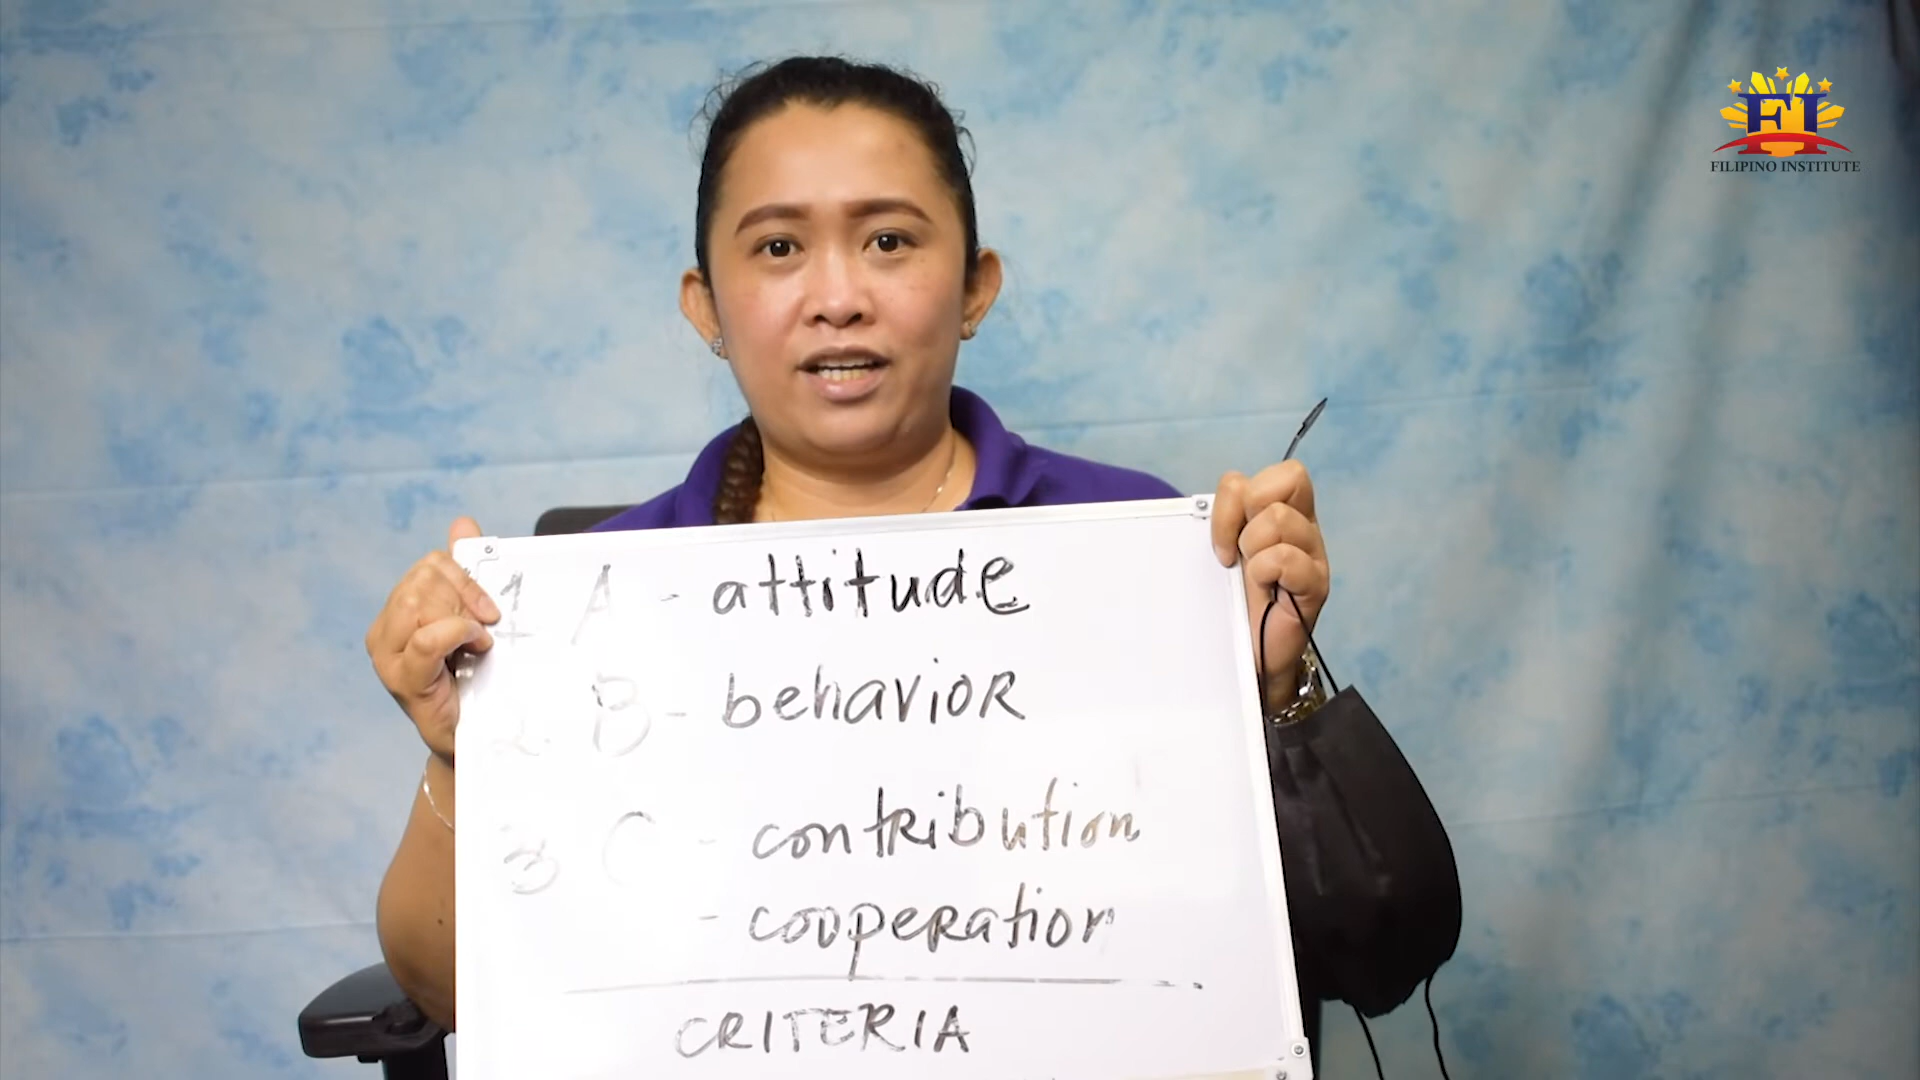 FI
FILIPINO INSTITUTE
1 A - attitude
2 B - behavior
3 C - contribution
- cooperation
CRITERIA